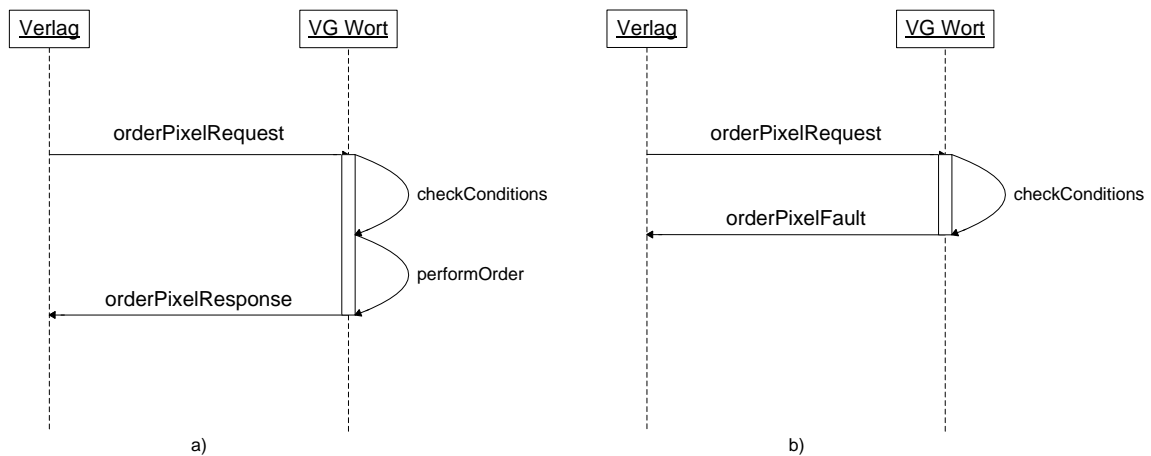 Verlag
VG Wort
orderPixelRequest
checkConditions
performOrder
orderPixelResponse
a)
Verlag
VG Wort
orderPixelRequest
checkConditions
orderPixelFault
b)